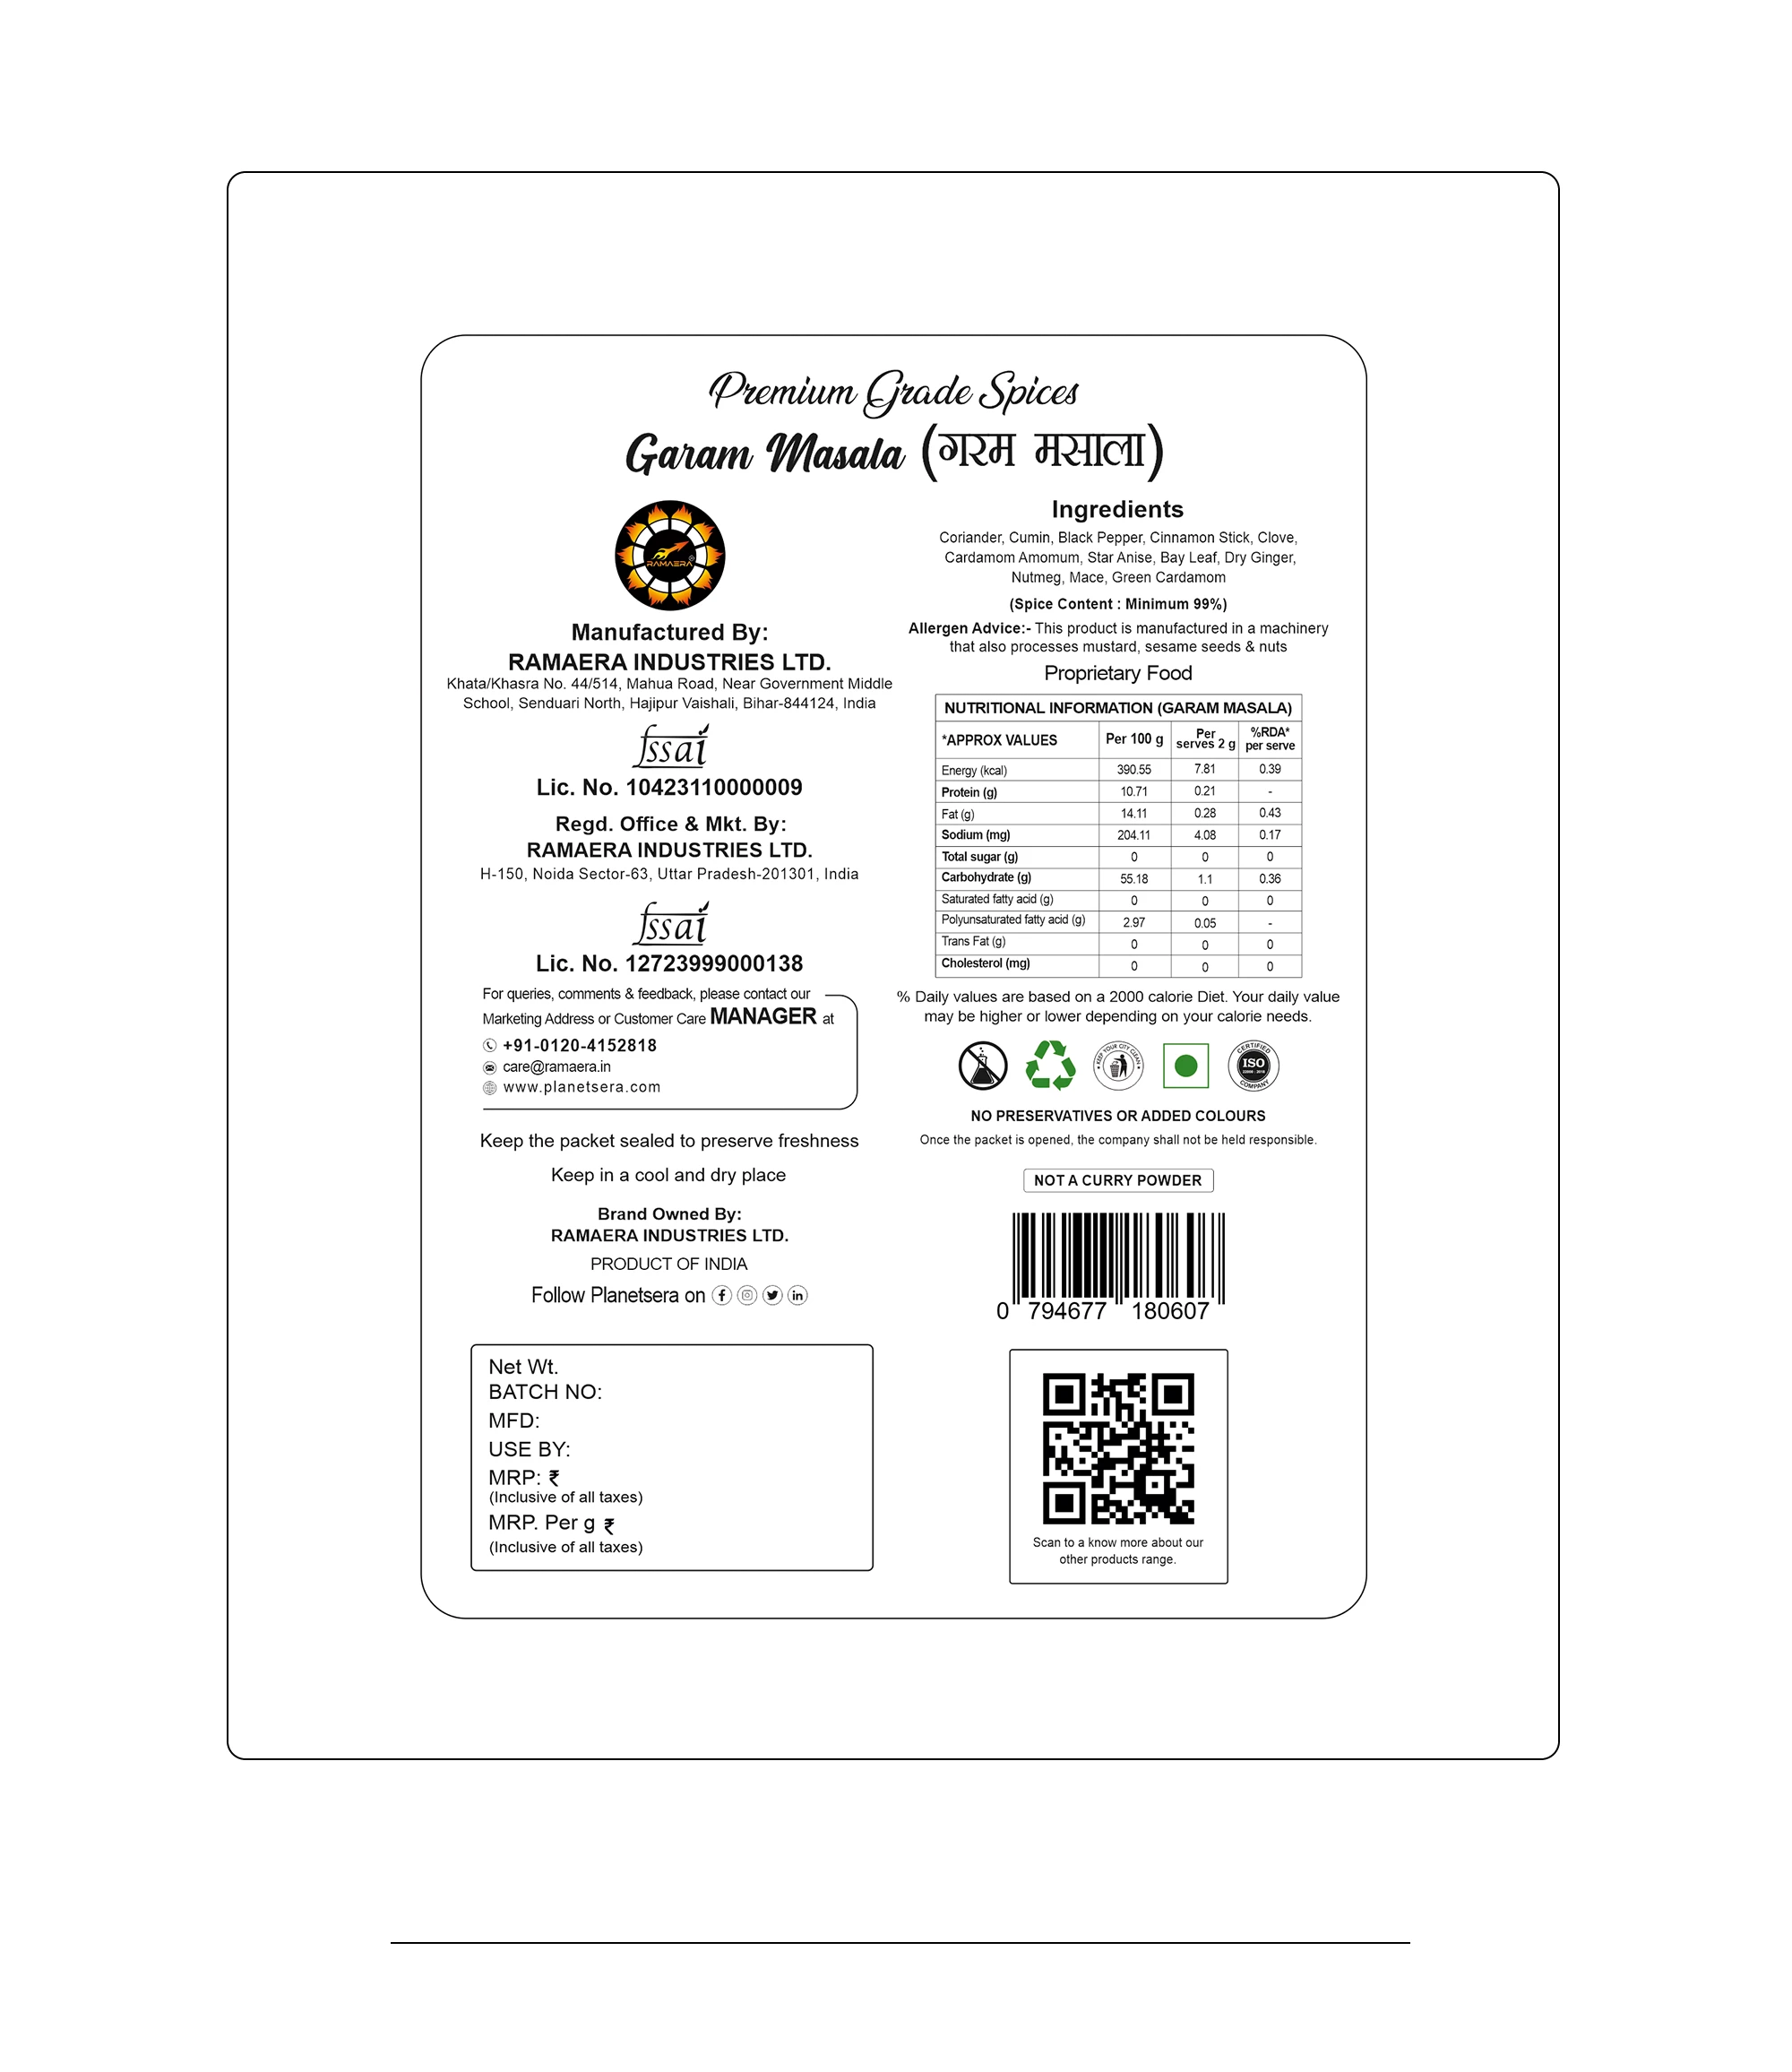 Premium Grade Spices
Garam Masala (गरम मसाला)
RAMAERA
Manufactured By:
RAMAERA INDUSTRIES LTD.
Khata/Khasra No. 44/514, Mahua Road, Near Government Middle
School, Senduari North, Hajipur Vaishali, Bihar-844124, India
fssai
Lic. No. 10423110000009
Regd. Office & Mkt. By:
RAMAERA INDUSTRIES LTD.
H-150, Noida Sector-63, Uttar Pradesh-201301, India
fssai
Lic. No. 12723999000138
For queries, comments & feedback, please contact our
Marketing Address or Customer Care MANAGER at
+91-0120-4152818
care@ramaera.in
www.planetsera.com
Keep the packet sealed to preserve freshness
Keep in a cool and dry place
Brand Owned By:
RAMAERA INDUSTRIES LTD.
PRODUCT OF INDIA
Follow Planetsera on
Net Wt.
BATCH NO:
MFD:
USE BY:
MRP: ₹
(Inclusive of all taxes)
MRP. Per g ₹
(Inclusive of all taxes)
Ingredients
Coriander, Cumin, Black Pepper, Cinnamon Stick, Clove,
Cardamom Amomum, Star Anise, Bay Leaf, Dry Ginger,
Nutmeg, Mace, Green Cardamom
(Spice Content : Minimum 99%)
Allergen Advice:- This product is manufactured in a machinery
that also processes mustard, sesame seeds & nuts
Proprietary Food
NUTRITIONAL INFORMATION (GARAM MASALA)
*APPROX VALUES Per 100 g Per serves 2 g %RDA* per serve
Energy (kcal) 390.55 7.81 0.39
Protein (g) 10.71 0.21 -
Fat (g) 14.11 0.28 0.43
Sodium (mg) 204.11 4.08 0.17
Total sugar (g) 0 0 0
Carbohydrate (g) 55.18 1.1 0.36
Saturated fatty acid (g) 0 0 0
Polyunsaturated fatty acid (g) 2.97 0.05 -
Trans Fat (g) 0 0 0
Cholesterol (mg) 0 0 0
% Daily values are based on a 2000 calorie Diet. Your daily value
may be higher or lower depending on your calorie needs.
KEEP YOUR CITY CLEAN
CERTIFIED
ISO
COMPANY
NO PRESERVATIVES OR ADDED COLOURS
Once the packet is opened, the company shall not be held responsible.
NOT A CURRY POWDER
0 794677 180607
Scan to a know more about our
other products range.